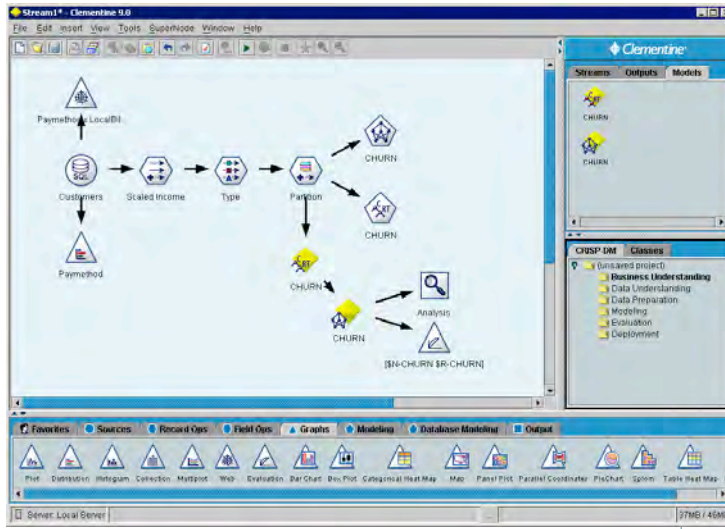 Stream1* - Clementine 9.0
File Edit Insert View Tools SuperNode Window Help
Clementine
Streams Outputs Models
CHURN
CHURN
Paymethod x LocalBil
Customers
Scaled Income
Type
Partition
CHURN
CHURN
Paymethod
CHURN
CHURN
Analysis
[$N-CHURN $R-CHURN]
SQL
CRISP-DM Classes
(unsaved project)
Business Understanding
Data Understanding
Data Preparation
Modeling
Evaluation
Deployment
Favorites Sources Record Ops Field Ops Graphs Modeling Database Modeling Output
Plot Distribution Histogram Collection Multiplot Web Evaluation Bar Chart Box Plot Categorical Heat Map Map Panel Plot Parallel Coordinates PieChart Splom Table Heat Map
Server: Local Server
37MB / 46MB